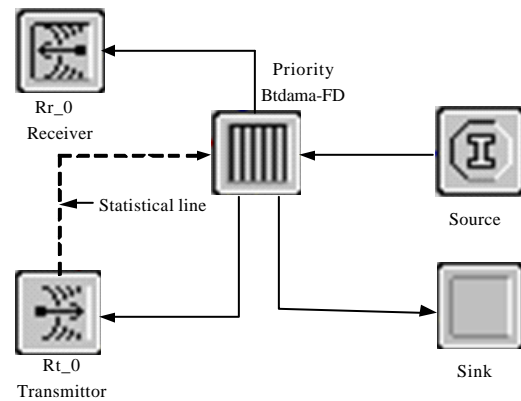 Priority
Btdama-FD
Rr_0
Receiver
Statistical line
Source
Rt_0
Transmittor
Sink